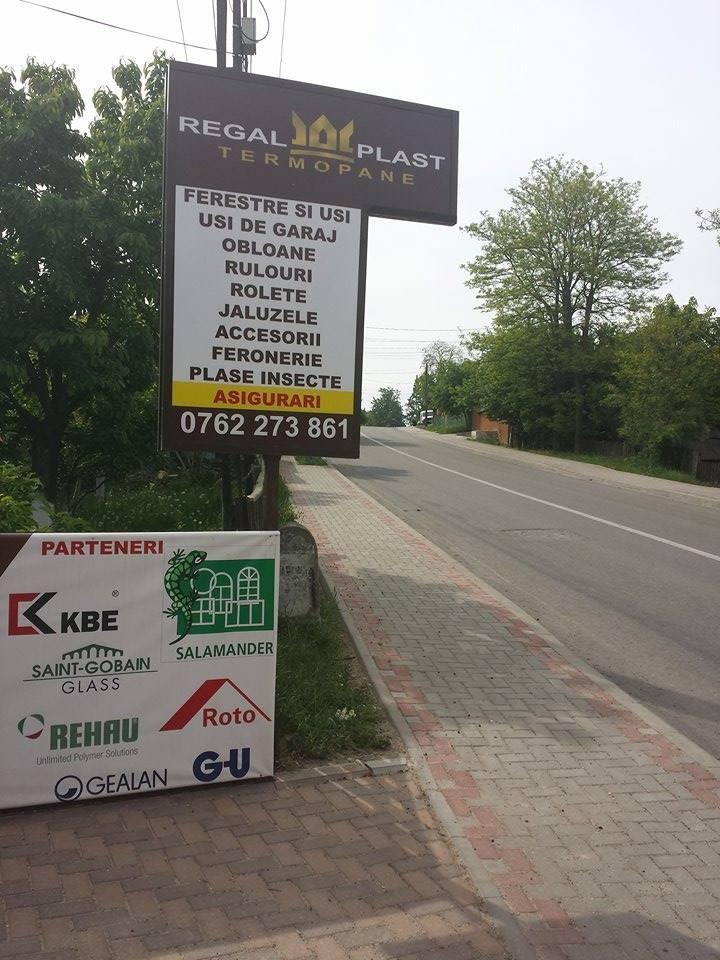 REGAL PLAST
TERMOPANE
FERESTRE SI USI
USI DE GARAJ
OBLOANE
RULOURI
ROLETE
JALUZELE
ACCESORII
FERONERIE
PLASE INSECTE
ASIGURARI
0762 273 861
PARTENERI
KBE ®
SALAMANDER
SAINT-GOBAIN
GLASS
Roto
REHAU
Unlimited Polymer Solutions
G-U
GEALAN